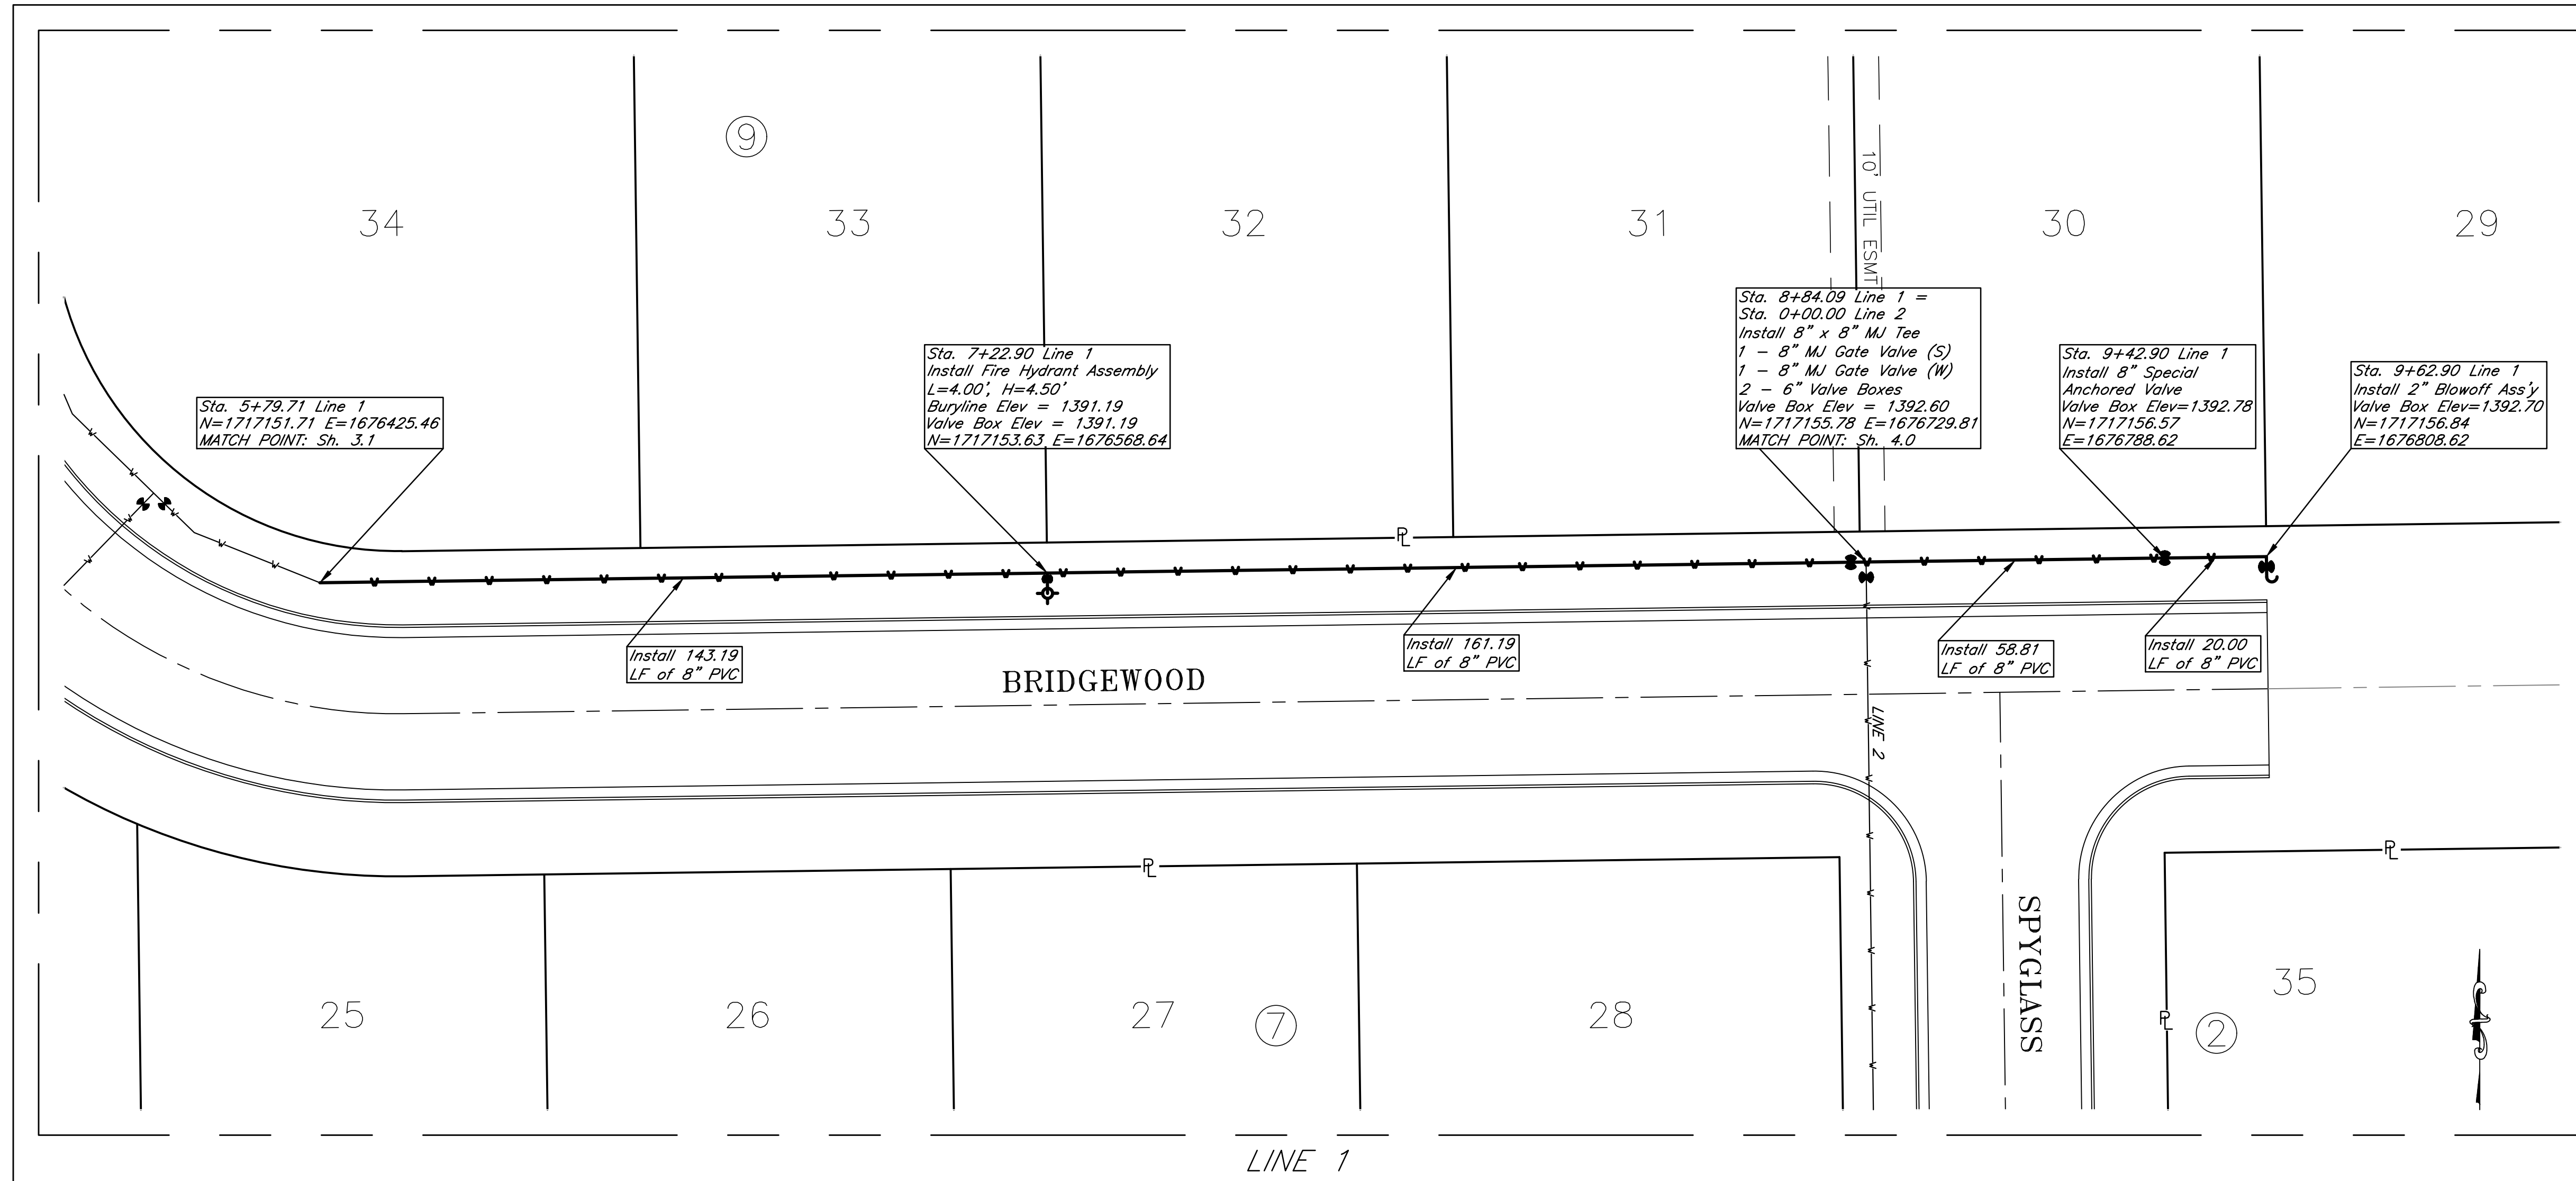 9
34
33
32
31
10' UTIL ESMT
30
29
Sta. 5+79.71 Line 1
N=1717151.71 E=1676425.46
MATCH POINT: Sh. 3.1
Sta. 7+22.90 Line 1
Install Fire Hydrant Assembly
L=4.00', H=4.50'
Buryline Elev = 1391.19
Valve Box Elev = 1391.19
N=1717153.63 E=1676568.64
Sta. 8+84.09 Line 1 =
Sta. 0+00.00 Line 2
Install 8" x 8" MJ Tee
1 - 8" MJ Gate Valve (S)
1 - 8" MJ Gate Valve (W)
2 - 6" Valve Boxes
Valve Box Elev = 1392.60
N=1717155.78 E=1676729.81
MATCH POINT: Sh. 4.0
Sta. 9+42.90 Line 1
Install 8" Special
Anchored Valve
Valve Box Elev=1392.78
N=1717156.57
E=1676788.62
Sta. 9+62.90 Line 1
Install 2" Blowoff Ass'y
Valve Box Elev=1392.70
N=1717156.84
E=1676808.62
PL
Install 143.19
LF of 8" PVC
Install 161.19
LF of 8" PVC
Install 58.81
LF of 8" PVC
Install 20.00
LF of 8" PVC
BRIDGEWOOD
LINE 2
PL
PL
SPYGLASS
25
26
27
7
28
PL
2
35
LINE 1